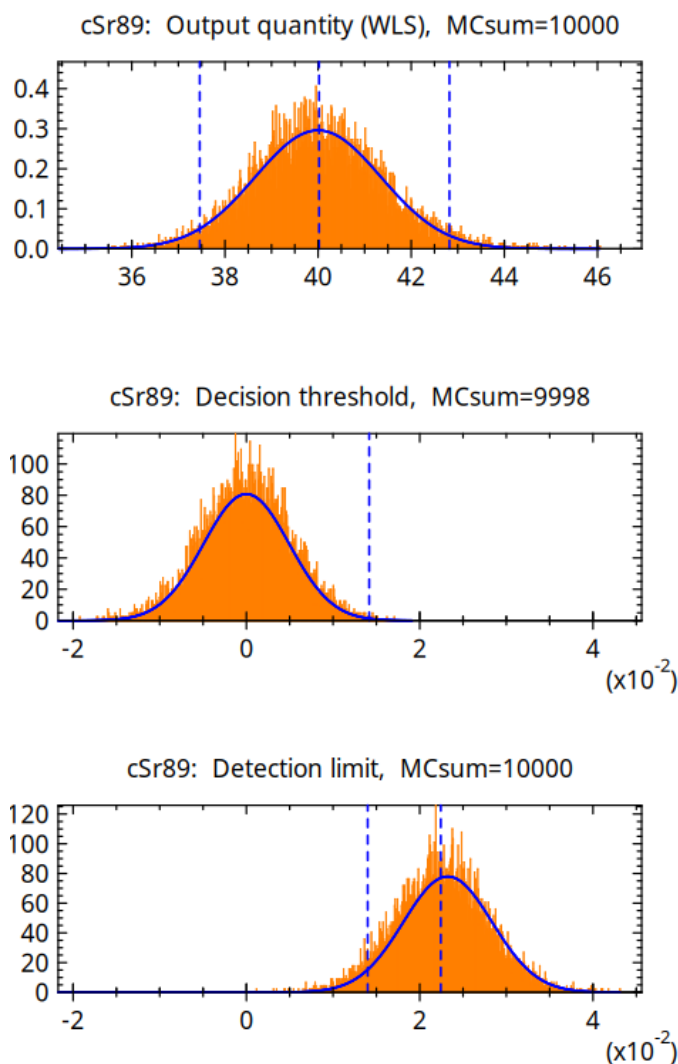 cSr89: Output quantity (WLS), MCsum=10000
0.4
0.3
0.2
0.1
0.0
36 38 40 42 44 46
cSr89: Decision threshold, MCsum=9998
100
80
60
40
20
0
-2 0 2 4
(x10⁻²)
cSr89: Detection limit, MCsum=10000
120
100
80
60
40
20
0
-2 0 2 4
(x10⁻²)